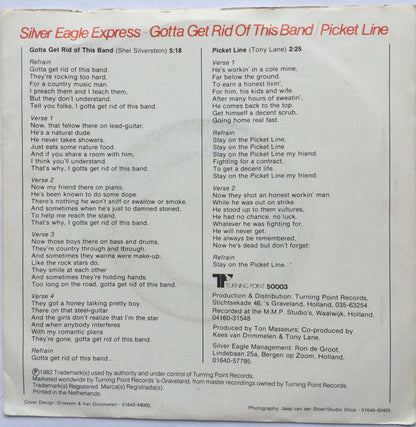 Silver Eagle Express - Gotta Get Rid Of This Band / Picket Line
Gotta Get Rid of This Band (Shel Silverstein) 5:18
Refrain
Gotta get rid of this band.
They're rocking too hard,
For a country music man.
I preach them and I teach them,
But they don't understand.
Tell you folks, I gotta get rid of this band.
Verse 1
Now, that fellow there on lead-guitar.
He's a natural dude.
He never takes showers,
Just eats some natural food.
And if you share a room with him,
I think you'll understand.
That's why, I gotta get rid of this band.
Verse 2
Now my friend there on piano,
He's been known to do some dope.
There's nothing he won't sniff or swallow or smoke.
And sometimes when he's just to damned stoned,
To help me reach the stand.
That's why, I gotta get rid of this band.
Verse 3
Now those boys there on bass and drums,
They're country through and through.
And sometimes they wanna were make-up,
Like the rock stars do.
They smile at each other
And sometimes they're holding hands.
Too long on the road, gotta get rid of this band.
Verse 4
They got a honey talking pretty boy,
There on that steel-guitar
And the girls don't realize that I'm the star
And when anybody interferes
With my romantic plans
They're gone, gotta get rid of this band.
Refrain
Gotta get rid of this band...
Picket Line (Tony Lane) 2:25
Verse 1
He's workin' in a cole mine,
Far below the ground.
To earn a honest livin',
For him, his kids and wife.
After many hours of sweatin',
He comes back to the top.
Get himself a decent scrub,
Going home real fast.
Refrain
Stay on the Picket Line,
Stay on the Picket Line
Stay on the Picket Line my friend.
Fighting for a contract,
To get a decent life.
Stay on the Picket Line my friend.
Verse 2
Now they shot an honest workin' man
While he was out on strike.
He stood up to them vultures,
He had no chance, no luck.
Whatever he was fighting for.
He will never get.
He always be remembered,
Now he's dead but don't forget:
Refrain
Stay on the Picket Line..."
TURNING POINT 50003
Production & Distribution: Turning Point Records,
Stichtsekade 46, 's Graveland, Holland, 035-63254.
Recorded at the M.M.P. Studio's, Waalwijk, Holland,
04160-31548
Produced by Ton Masseurs; Co-produced by
Kees van Drimmelen & Tony Lane.
Silver Eagle Management: Ron de Groot,
Lindebaan 25a, Bergen op Zoom, Holland,
01640-57795.
Ⓟ1982 Trademark(s) used by authority and under control of Turning Point Records.
Marketed worldwide by Turning Point Records 's-Graveland, from master recordings owned by Turning Point Records.
Trademark(s) Registered. Marca(s) Registrada(s).
Printed in the Netherlands.
Cover Design: Driessen & Van Drimmelen - 01640-44600.
Photography: Jaap van der Stoel/Studio Shop - 01640-50455.